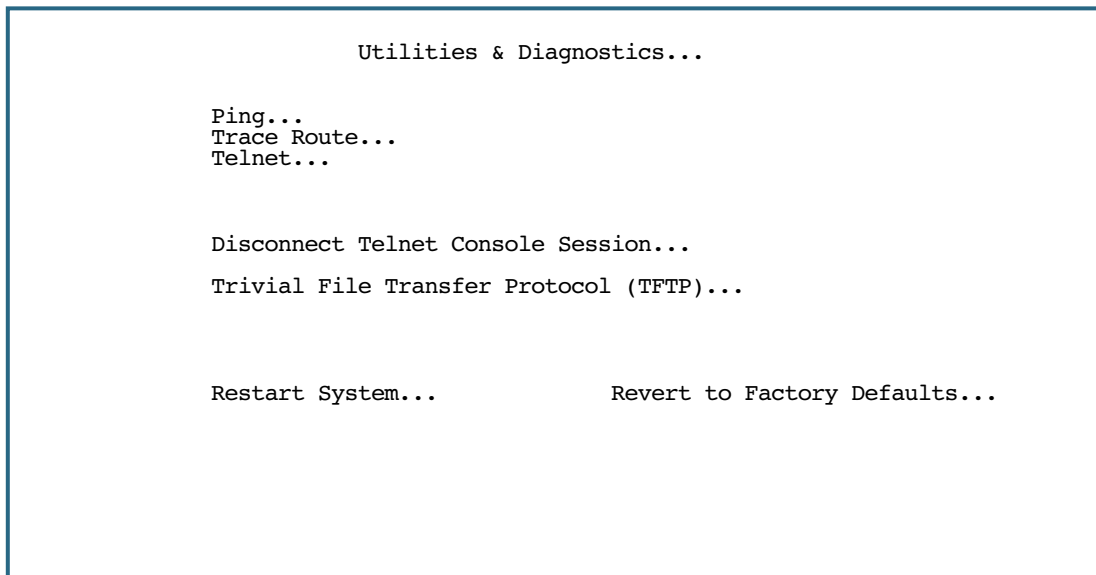 Utilities & Diagnostics...
Ping...
Trace Route...
Telnet...
Disconnect Telnet Console Session...
Trivial File Transfer Protocol (TFTP)...
Restart System... Revert to Factory Defaults...